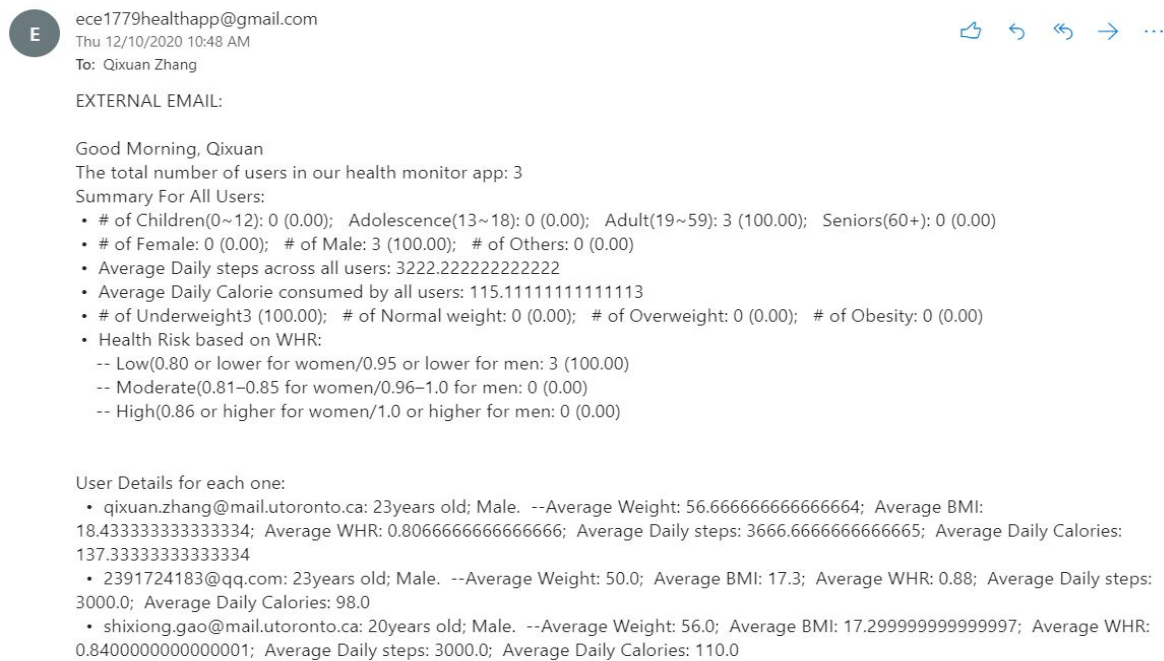 E
ece1779healthapp@gmail.com
Thu 12/10/2020 10:48 AM
To: Qixuan Zhang
EXTERNAL EMAIL:
Good Morning, Qixuan
The total number of users in our health monitor app: 3
Summary For All Users:
• # of Children(0~12): 0 (0.00); Adolescence(13~18): 0 (0.00); Adult(19~59): 3 (100.00); Seniors(60+): 0 (0.00)
• # of Female: 0 (0.00); # of Male: 3 (100.00); # of Others: 0 (0.00)
• Average Daily steps across all users: 3222.222222222222
• Average Daily Calorie consumed by all users: 115.11111111111113
• # of Underweight3 (100.00); # of Normal weight: 0 (0.00); # of Overweight: 0 (0.00); # of Obesity: 0 (0.00)
• Health Risk based on WHR:
-- Low(0.80 or lower for women/0.95 or lower for men: 3 (100.00)
-- Moderate(0.81–0.85 for women/0.96–1.0 for men: 0 (0.00)
-- High(0.86 or higher for women/1.0 or higher for men: 0 (0.00)
User Details for each one:
• qixuan.zhang@mail.utoronto.ca: 23years old; Male. --Average Weight: 56.666666666666664; Average BMI:
18.433333333333334; Average WHR: 0.8066666666666666; Average Daily steps: 3666.6666666666665; Average Daily Calories:
137.33333333333334
• 2391724183@qq.com: 23years old; Male. --Average Weight: 50.0; Average BMI: 17.3; Average WHR: 0.88; Average Daily steps:
3000.0; Average Daily Calories: 98.0
• shixiong.gao@mail.utoronto.ca: 20years old; Male. --Average Weight: 56.0; Average BMI: 17.299999999999997; Average WHR:
0.8400000000000001; Average Daily steps: 3000.0; Average Daily Calories: 110.0